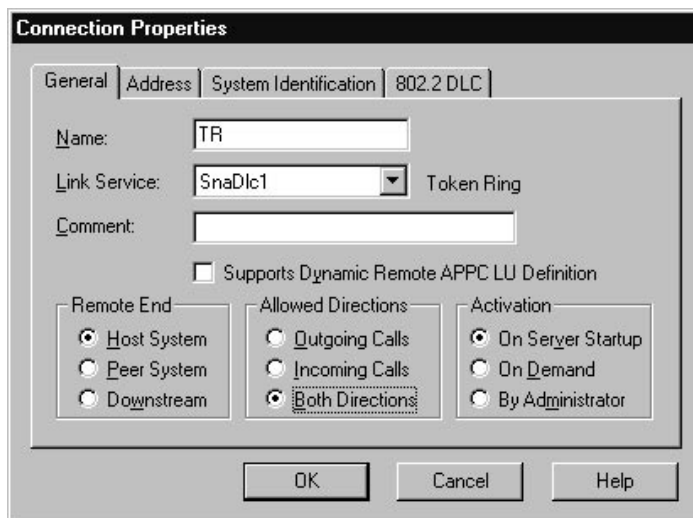 Connection Properties
General Address System Identification 802.2 DLC
Name: TR
Link Service: SnaDlc1 Token Ring
Comment:
Supports Dynamic Remote APPC LU Definition
Remote End Allowed Directions Activation
Host System Outgoing Calls On Server Startup
Peer System Incoming Calls On Demand
Downstream Both Directions By Administrator
OK Cancel Help